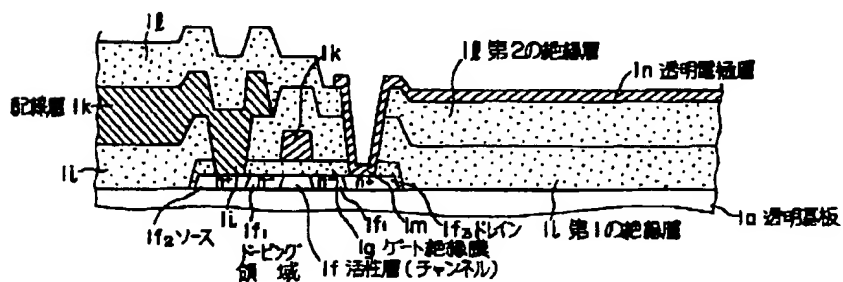 1l
1k
1l 第2の絶縁層
1n 透明電極層
配線層 1k
1i
1f₂ ソース
1i
1f₁
ドーピング
領域
n⁺
n⁻
n⁻
n⁺
1f₁
1m
1f₃ ドレイン
1g ゲート絶縁膜
1f 活性層(チャンネル)
1i 第1の絶縁層
1a 透明基板